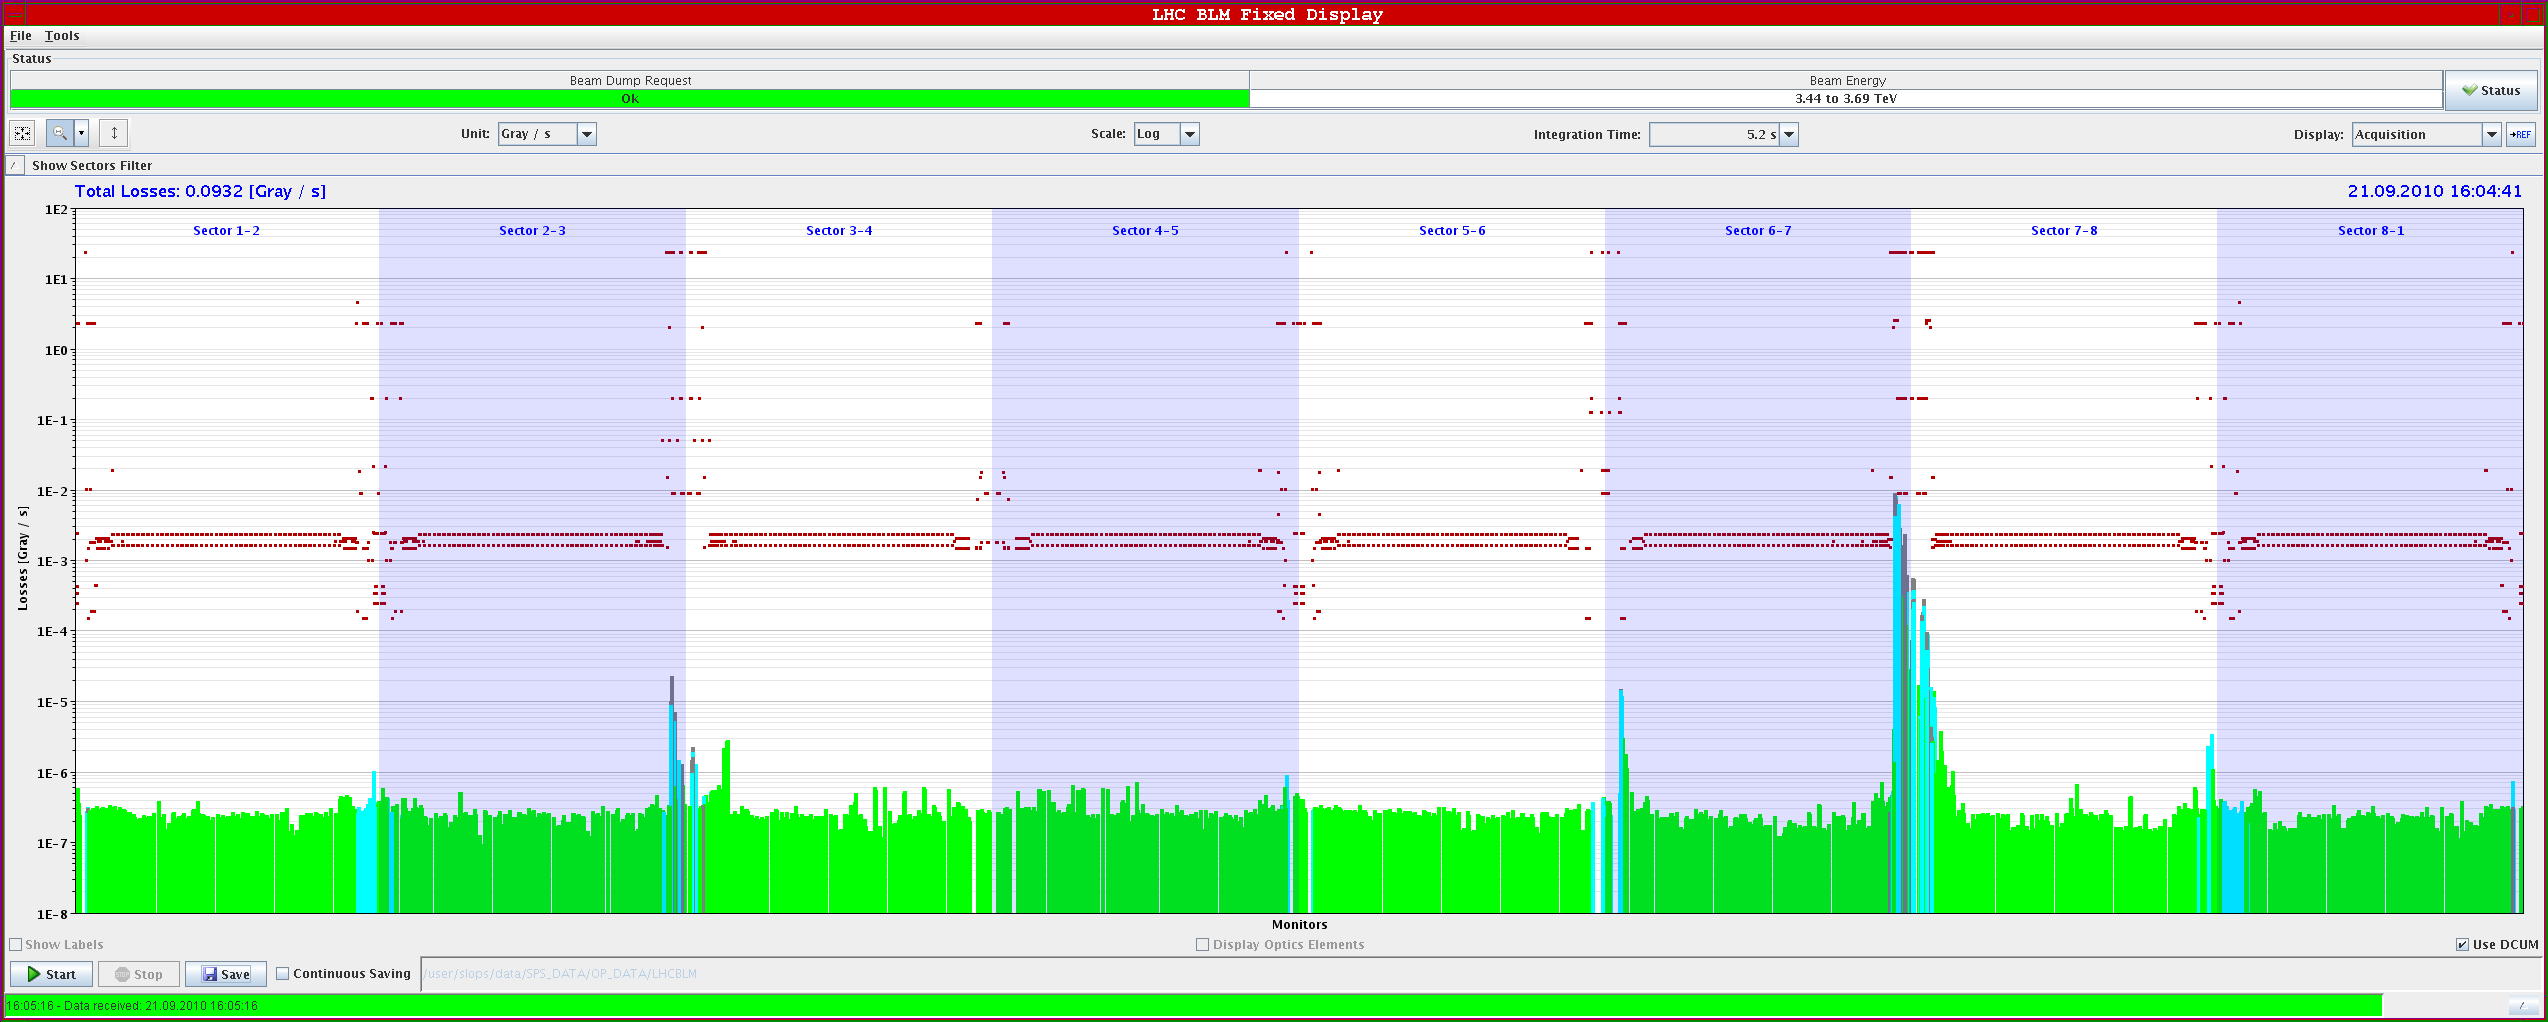 LHC BLM Fixed Display
File Tools
Status
Beam Dump Request Beam Energy
Ok 3.44 to 3.69 TeV Status
Unit: Gray / s Scale: Log Integration Time: 5.2 s Display: Acquisition →REF
Show Sectors Filter
Total Losses: 0.0932 [Gray / s] 21.09.2010 16:04:41
Sector 1-2 Sector 2-3 Sector 3-4 Sector 4-5 Sector 5-6 Sector 6-7 Sector 7-8 Sector 8-1
1E2
1E1
1E0
1E-1
1E-2
1E-3
1E-4
1E-5
1E-6
1E-7
1E-8
Losses [Gray / s]
Monitors
Show Labels Display Optics Elements Use DCUM
Start STOP Stop Save Continuous Saving /user/slops/data/SPS_DATA/OP_DATA/LHCBLM
16:05:16 - Data received: 21.09.2010 16:05:16